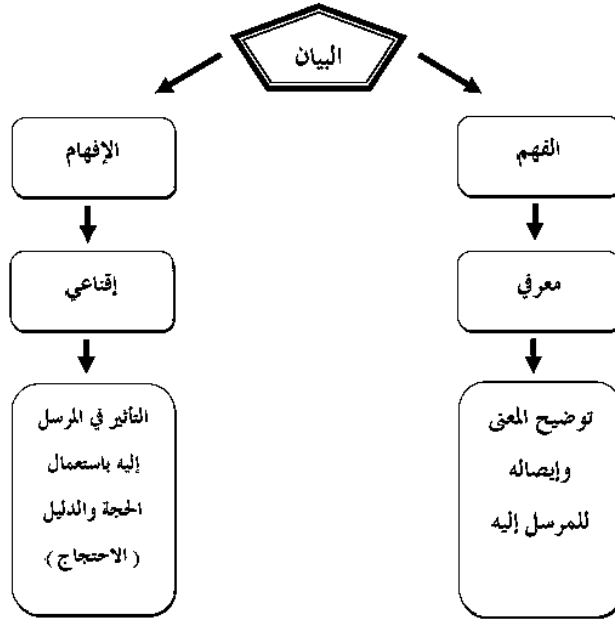 البيان
الفهم
الإفهام
معرفي
إقناعي
توضيح المعنى
وإيصاله
للمرسل إليه
التأثير في المرسل
إليه باستعمال
الحجة والدليل
( الاحتجاج )